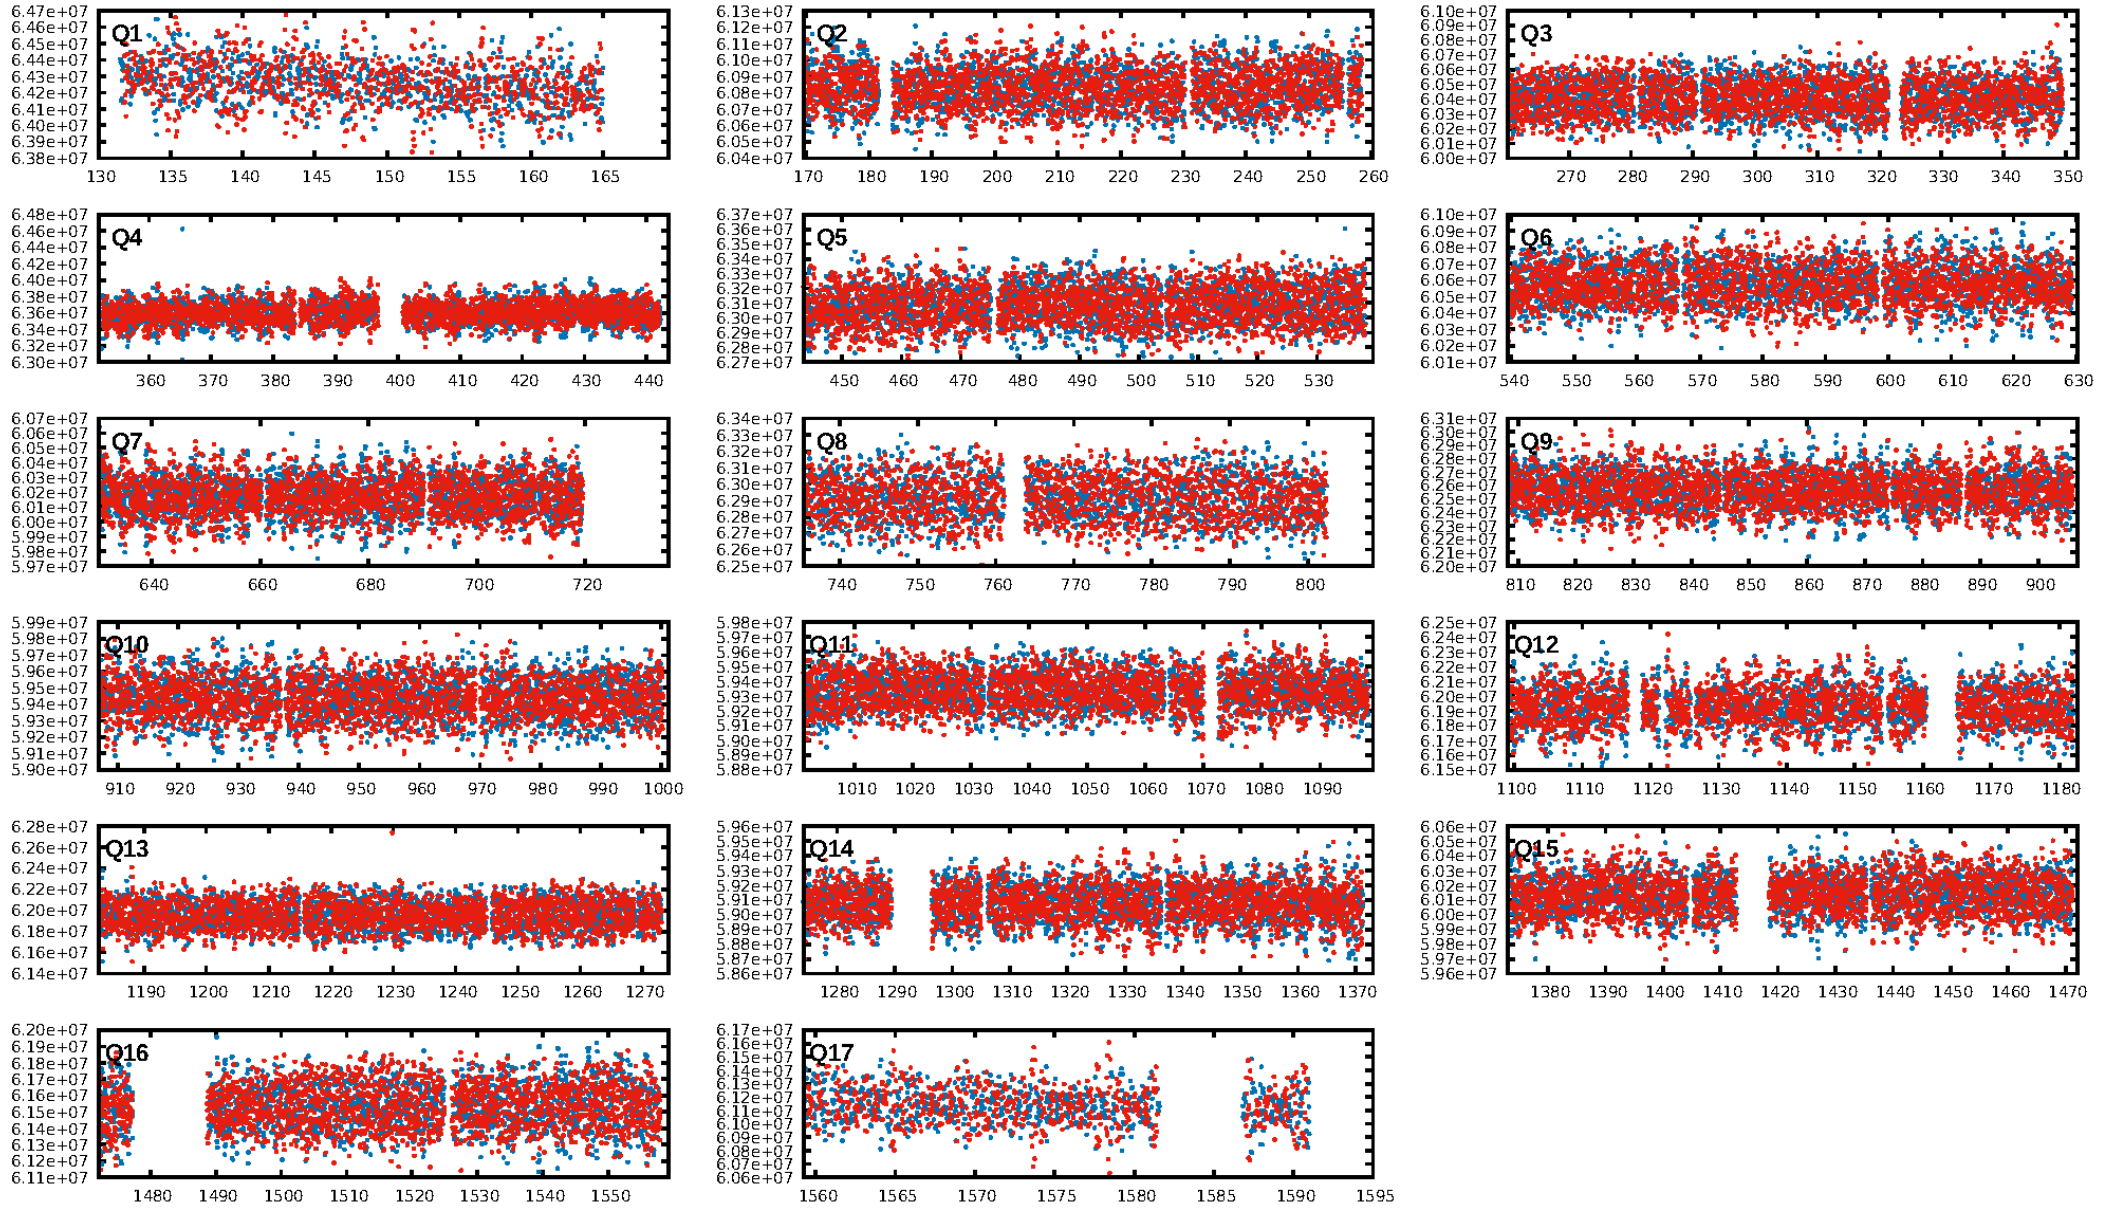 6.47e+07
6.46e+07
6.45e+07
6.44e+07
6.43e+07
6.42e+07
6.41e+07
6.40e+07
6.39e+07
6.38e+07
Q1
130 135 140 145 150 155 160 165
6.13e+07
6.12e+07
6.11e+07
6.10e+07
6.09e+07
6.08e+07
6.07e+07
6.06e+07
6.05e+07
6.04e+07
Q2
170 180 190 200 210 220 230 240 250 260
6.10e+07
6.09e+07
6.08e+07
6.07e+07
6.06e+07
6.05e+07
6.04e+07
6.03e+07
6.02e+07
6.01e+07
6.00e+07
Q3
270 280 290 300 310 320 330 340 350
6.48e+07
6.46e+07
6.44e+07
6.42e+07
6.40e+07
6.38e+07
6.36e+07
6.34e+07
6.32e+07
6.30e+07
Q4
360 370 380 390 400 410 420 430 440
6.37e+07
6.36e+07
6.35e+07
6.34e+07
6.33e+07
6.32e+07
6.31e+07
6.30e+07
6.29e+07
6.28e+07
6.27e+07
Q5
450 460 470 480 490 500 510 520 530
6.10e+07
6.09e+07
6.08e+07
6.07e+07
6.06e+07
6.05e+07
6.04e+07
6.03e+07
6.02e+07
6.01e+07
Q6
540 550 560 570 580 590 600 610 620 630
6.07e+07
6.06e+07
6.05e+07
6.04e+07
6.03e+07
6.02e+07
6.01e+07
6.00e+07
5.99e+07
5.98e+07
5.97e+07
Q7
640 660 680 700 720
6.34e+07
6.33e+07
6.32e+07
6.31e+07
6.30e+07
6.29e+07
6.28e+07
6.27e+07
6.26e+07
6.25e+07
Q8
740 750 760 770 780 790 800
6.31e+07
6.30e+07
6.29e+07
6.28e+07
6.27e+07
6.26e+07
6.25e+07
6.24e+07
6.23e+07
6.22e+07
6.21e+07
6.20e+07
Q9
810 820 830 840 850 860 870 880 890 900
5.99e+07
5.98e+07
5.97e+07
5.96e+07
5.95e+07
5.94e+07
5.93e+07
5.92e+07
5.91e+07
5.90e+07
Q10
910 920 930 940 950 960 970 980 990 1000
5.98e+07
5.97e+07
5.96e+07
5.95e+07
5.94e+07
5.93e+07
5.92e+07
5.91e+07
5.90e+07
5.89e+07
5.88e+07
Q11
1010 1020 1030 1040 1050 1060 1070 1080 1090
6.25e+07
6.24e+07
6.23e+07
6.22e+07
6.21e+07
6.20e+07
6.19e+07
6.18e+07
6.17e+07
6.16e+07
6.15e+07
Q12
1100 1110 1120 1130 1140 1150 1160 1170 1180
6.28e+07
6.26e+07
6.24e+07
6.22e+07
6.20e+07
6.18e+07
6.16e+07
6.14e+07
Q13
1190 1200 1210 1220 1230 1240 1250 1260 1270
5.96e+07
5.95e+07
5.94e+07
5.93e+07
5.92e+07
5.91e+07
5.90e+07
5.89e+07
5.88e+07
5.87e+07
5.86e+07
Q14
1280 1290 1300 1310 1320 1330 1340 1350 1360 1370
6.06e+07
6.05e+07
6.04e+07
6.03e+07
6.02e+07
6.01e+07
6.00e+07
5.99e+07
5.98e+07
5.97e+07
5.96e+07
Q15
1380 1390 1400 1410 1420 1430 1440 1450 1460 1470
6.20e+07
6.19e+07
6.18e+07
6.17e+07
6.16e+07
6.15e+07
6.14e+07
6.13e+07
6.12e+07
6.11e+07
Q16
1480 1490 1500 1510 1520 1530 1540 1550
6.17e+07
6.16e+07
6.15e+07
6.14e+07
6.13e+07
6.12e+07
6.11e+07
6.10e+07
6.09e+07
6.08e+07
6.07e+07
6.06e+07
Q17
1560 1565 1570 1575 1580 1585 1590 1595